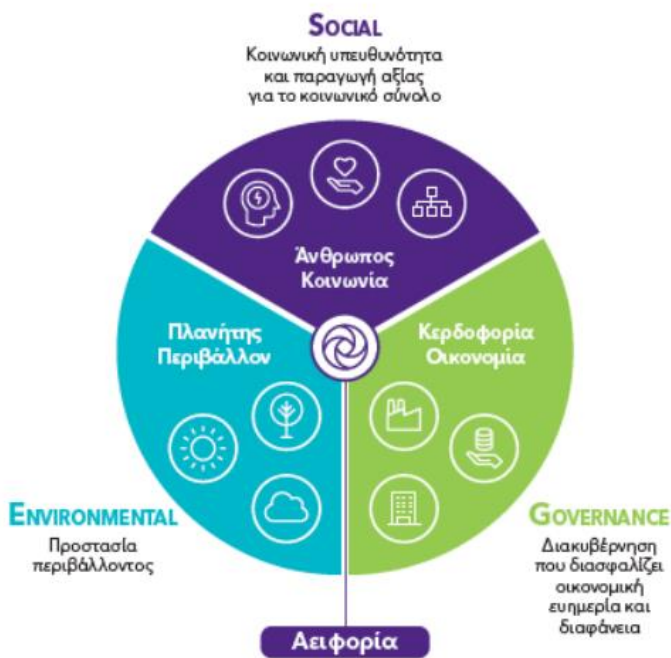 SOCIAL
Κοινωνική υπευθυνότητα
και παραγωγή αξίας
για το κοινωνικό σύνολο
Άνθρωπος
Κοινωνία
Πλανήτης
Περιβάλλον
Κερδοφορία
Οικονομία
ENVIRONMENTAL
Προστασία
περιβάλλοντος
GOVERNANCE
Διακυβέρνηση
που διασφαλίζει
οικονομική
ευημερία και
διαφάνεια
Αειφορία